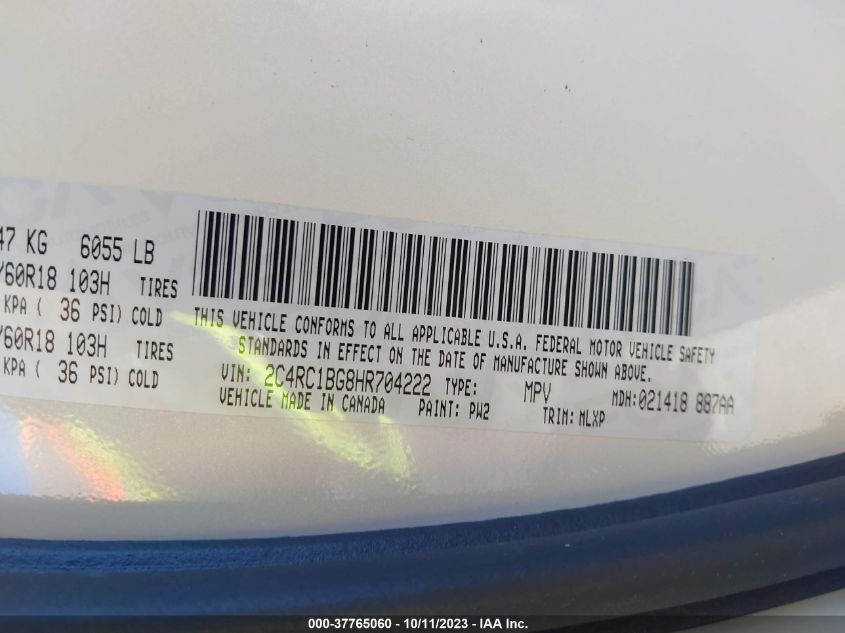 47 KG 6055 LB
/60R18 103H TIRES
KPA ( 36 PSI) COLD
/60R18 103H TIRES
KPA ( 36 PSI) COLD
THIS VEHICLE CONFORMS TO ALL APPLICABLE U.S.A. FEDERAL MOTOR VEHICLE SAFETY
STANDARDS IN EFFECT ON THE DATE OF MANUFACTURE SHOWN ABOVE.
VIN: 2C4RC1BG8HR704222 TYPE: MPV MDH:021418 887AA
VEHICLE MADE IN CANADA PAINT: PW2 TRIM: MLXP
000-37765060 - 10/11/2023 - IAA Inc.